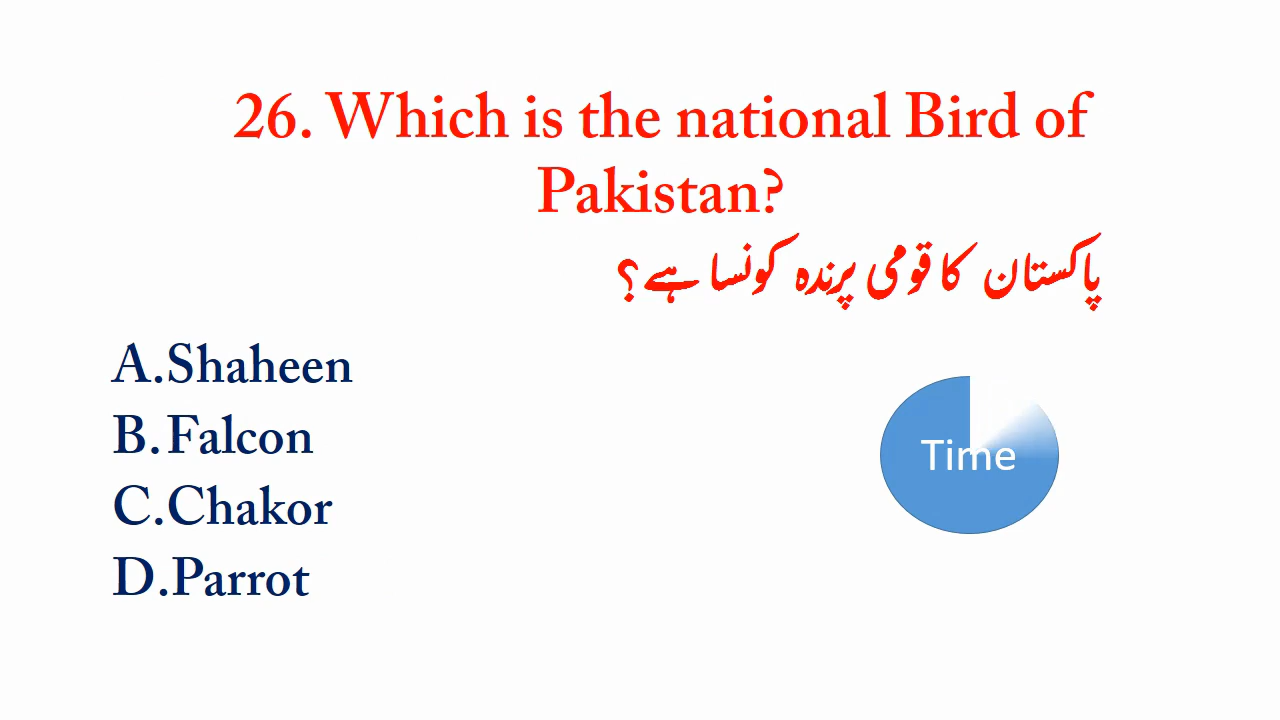 26. Which is the national Bird of
Pakistan?
پاکستان کا قومی پرندہ کونسا ہے؟
A.Shaheen
B.Falcon
C.Chakor
D.Parrot
Time